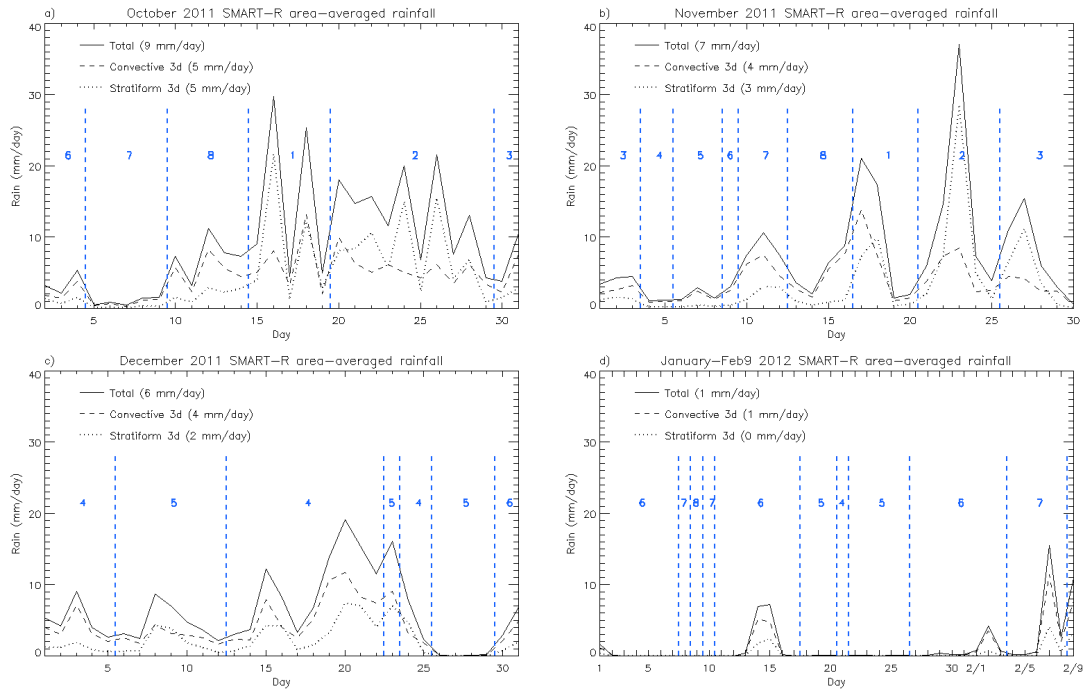 a) October 2011 SMART-R area-averaged rainfall
40
30
20
10
0
Rain (mm/day)
Total (9 mm/day)
Convective 3d (5 mm/day)
Stratiform 3d (5 mm/day)
6 7 8 1 2 3
5 10 15 20 25 30
Day
b) November 2011 SMART-R area-averaged rainfall
40
30
20
10
0
Rain (mm/day)
Total (7 mm/day)
Convective 3d (4 mm/day)
Stratiform 3d (3 mm/day)
3 4 5 6 7 8 1 2 3
5 10 15 20 25 30
Day
c) December 2011 SMART-R area-averaged rainfall
40
30
20
10
0
Rain (mm/day)
Total (6 mm/day)
Convective 3d (4 mm/day)
Stratiform 3d (2 mm/day)
4 5 4 5 4 5 6
5 10 15 20 25 30
Day
d) January-Feb9 2012 SMART-R area-averaged rainfall
40
30
20
10
0
Rain (mm/day)
Total (1 mm/day)
Convective 3d (1 mm/day)
Stratiform 3d (0 mm/day)
6 7 8 7 6 5 4 5 6 7
1 5 10 15 20 25 30 2/1 2/5 2/9
Day